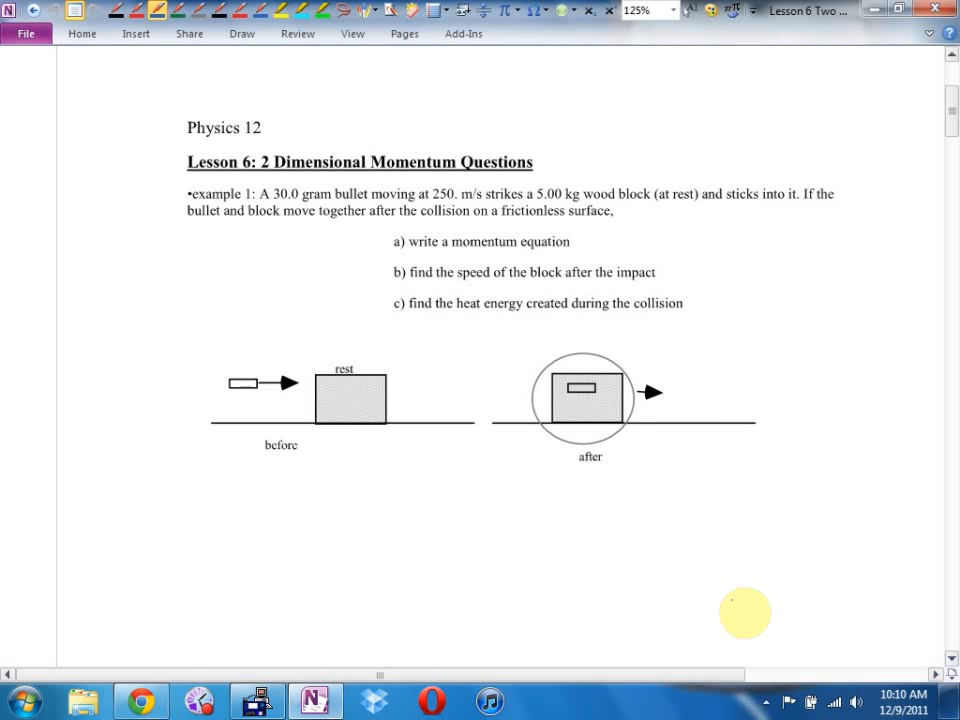 125%
Lesson 6 Two ...
File
Home
Insert
Share
Draw
Review
View
Pages
Add-Ins
Physics 12
Lesson 6: 2 Dimensional Momentum Questions
•example 1: A 30.0 gram bullet moving at 250. m/s strikes a 5.00 kg wood block (at rest) and sticks into it. If the
bullet and block move together after the collision on a frictionless surface,
a) write a momentum equation
b) find the speed of the block after the impact
c) find the heat energy created during the collision
rest
before
after
10:10 AM
12/9/2011